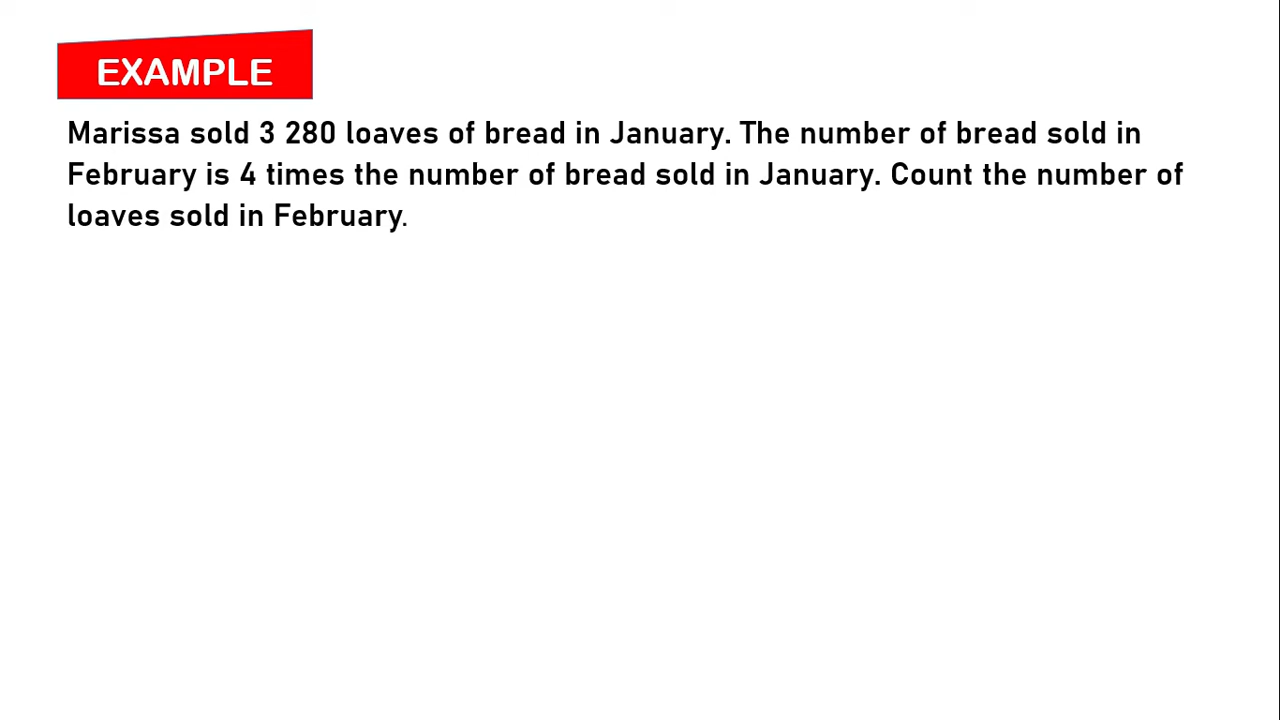 EXAMPLE
Marissa sold 3 280 loaves of bread in January. The number of bread sold in
February is 4 times the number of bread sold in January. Count the number of
loaves sold in February.